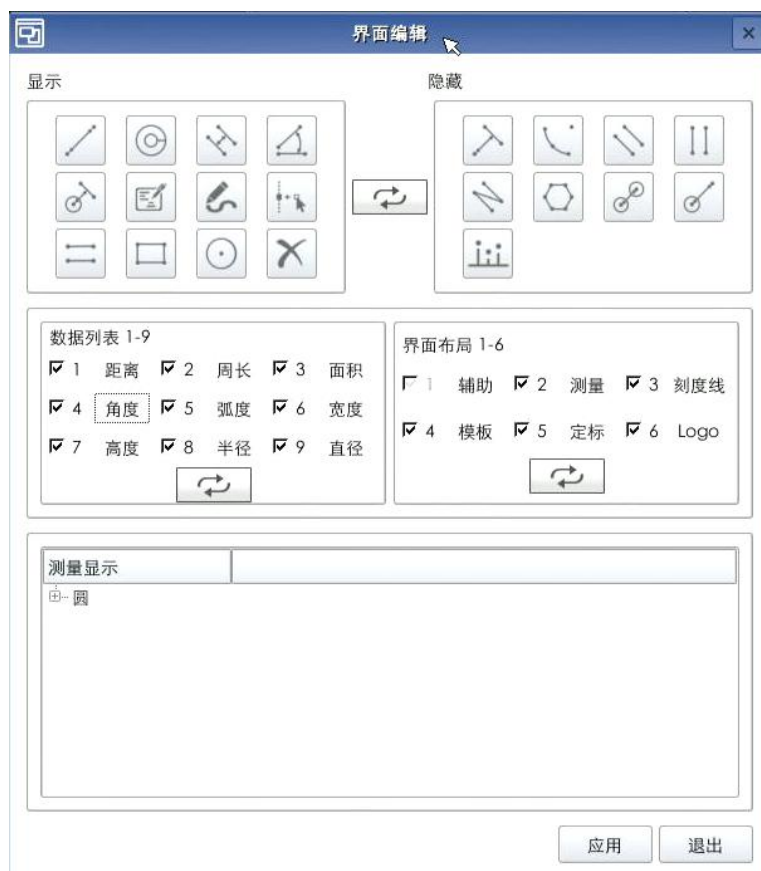 界面编辑
显示
隐藏
数据列表 1-9
1 距离 2 周长 3 面积
4 角度 5 弧度 6 宽度
7 高度 8 半径 9 直径
界面布局 1-6
1 辅助 2 测量 3 刻度线
4 模板 5 定标 6 Logo
测量显示
圆
应用
退出